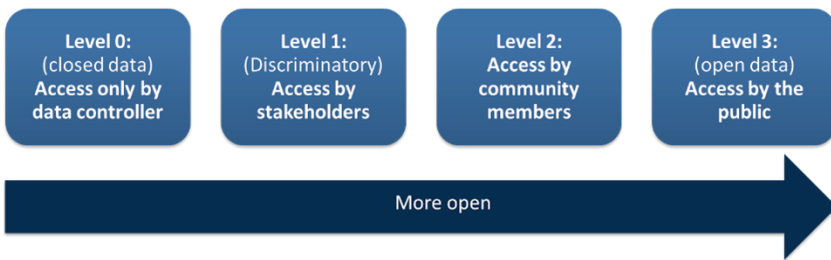 Level 0:
(closed data)
Access only by
data controller
Level 1:
(Discriminatory)
Access by
stakeholders
Level 2:
Access by
community
members
Level 3:
(open data)
Access by the
public
More open